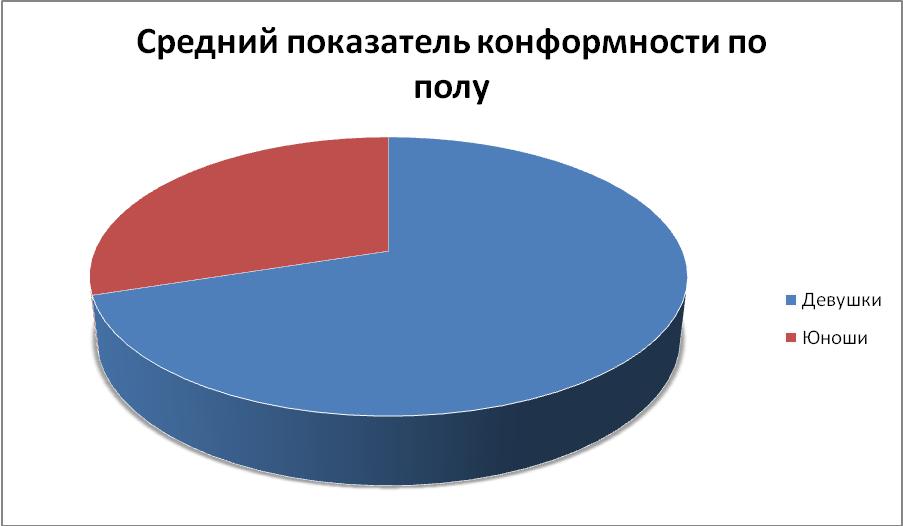 Средний показатель конформности по
полу
Девушки
Юноши